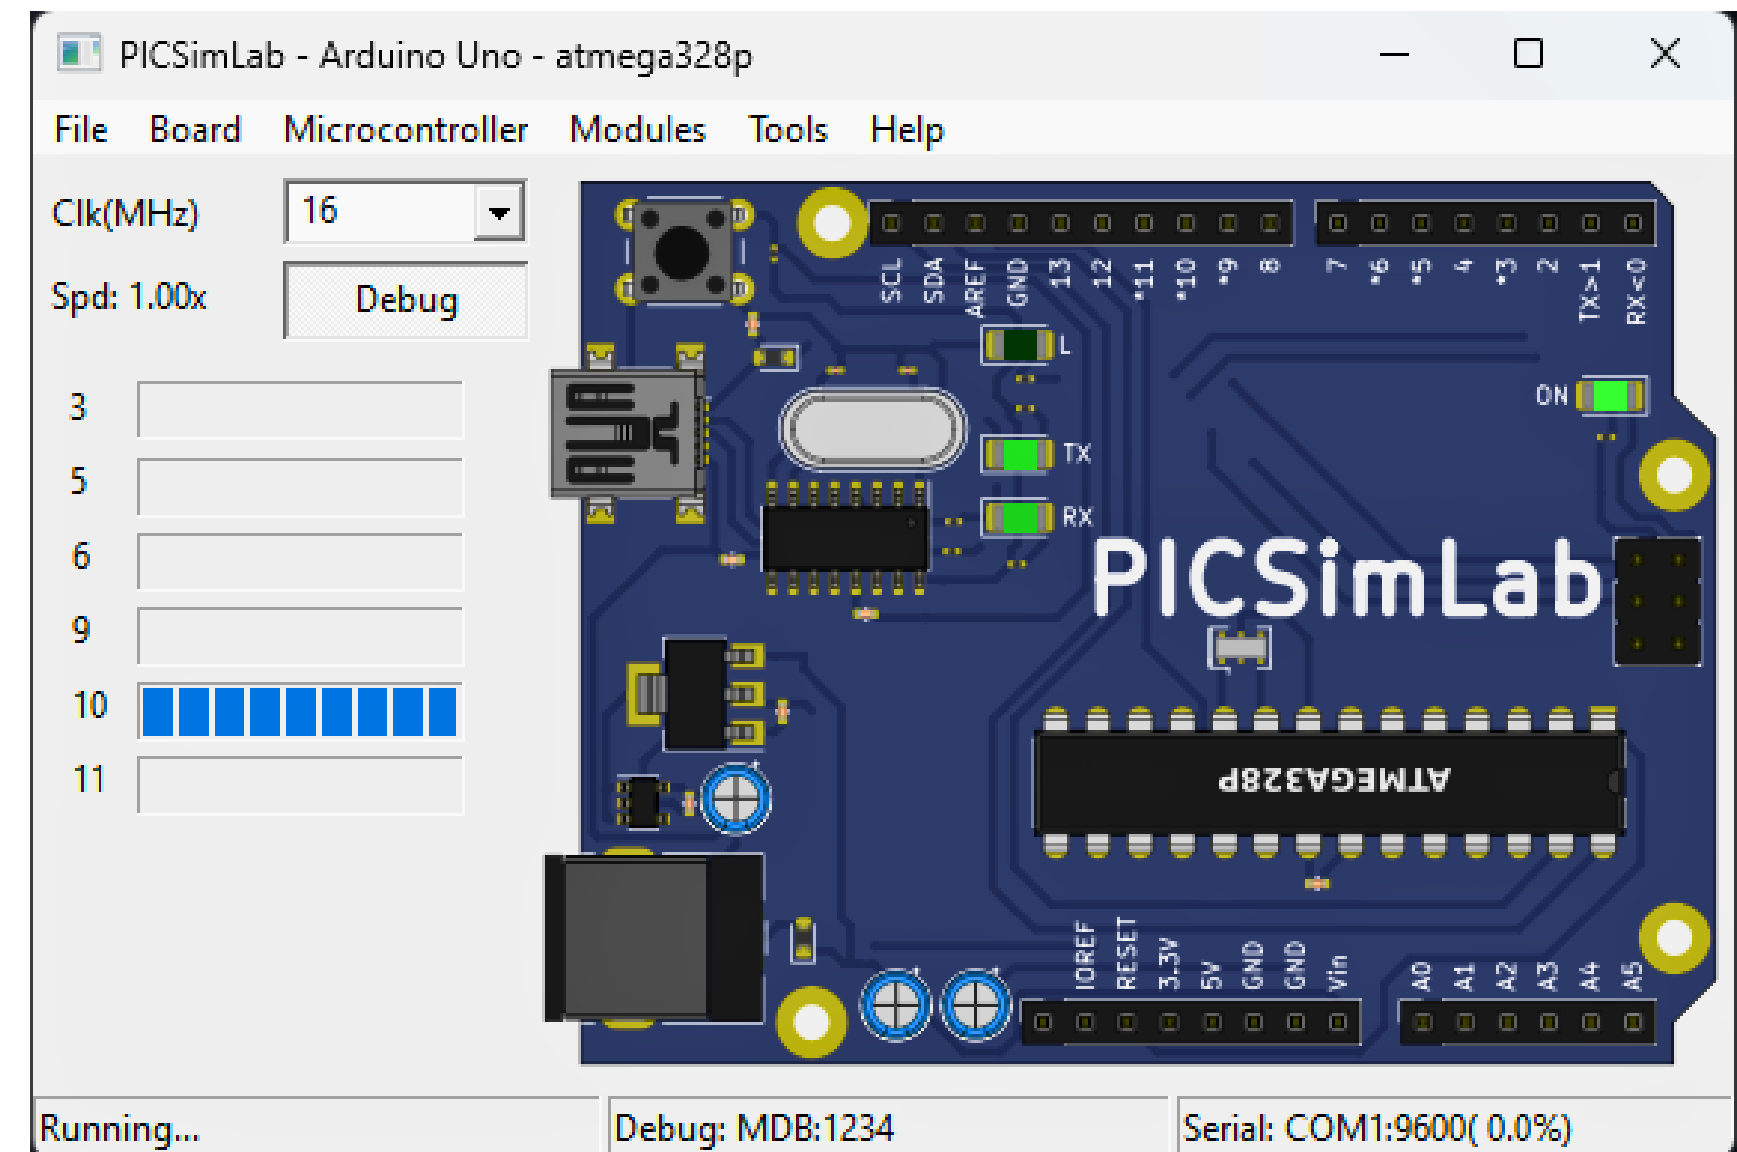 PICSimLab - Arduino Uno - atmega328p
File Board Microcontroller Modules Tools Help
Clk(MHz) 16
Spd: 1.00x Debug
3
5
6
9
10
11
SCL SDA AREF GND 13 12 *11 *10 *9 8 7 *6 *5 4 *3 2 TX>1 RX<0
L
ON
TX
RX
PICSimLab
ATMEGA328P
IOREF RESET 3.3V 5V GND GND Vin A0 A1 A2 A3 A4 A5
Running... Debug: MDB:1234 Serial: COM1:9600( 0.0%)